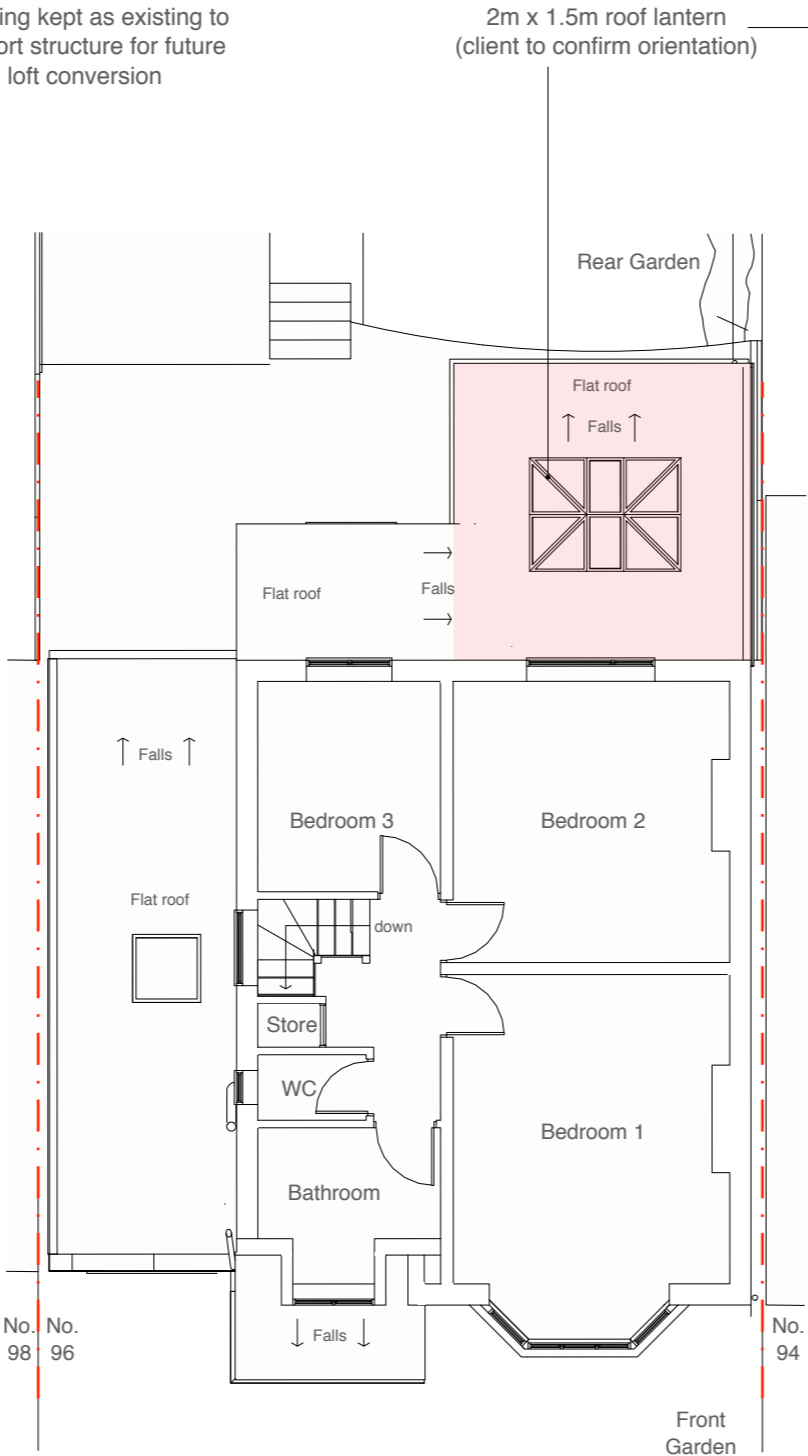 ing kept as existing to
ort structure for future
loft conversion
2m x 1.5m roof lantern
(client to confirm orientation)
Rear Garden
Flat roof
Falls
Flat roof
Falls
Falls
Bedroom 3
Bedroom 2
Flat roof
down
Store
WC
Bedroom 1
Bathroom
Falls
No.
98
No.
96
No.
94
Front
Garden